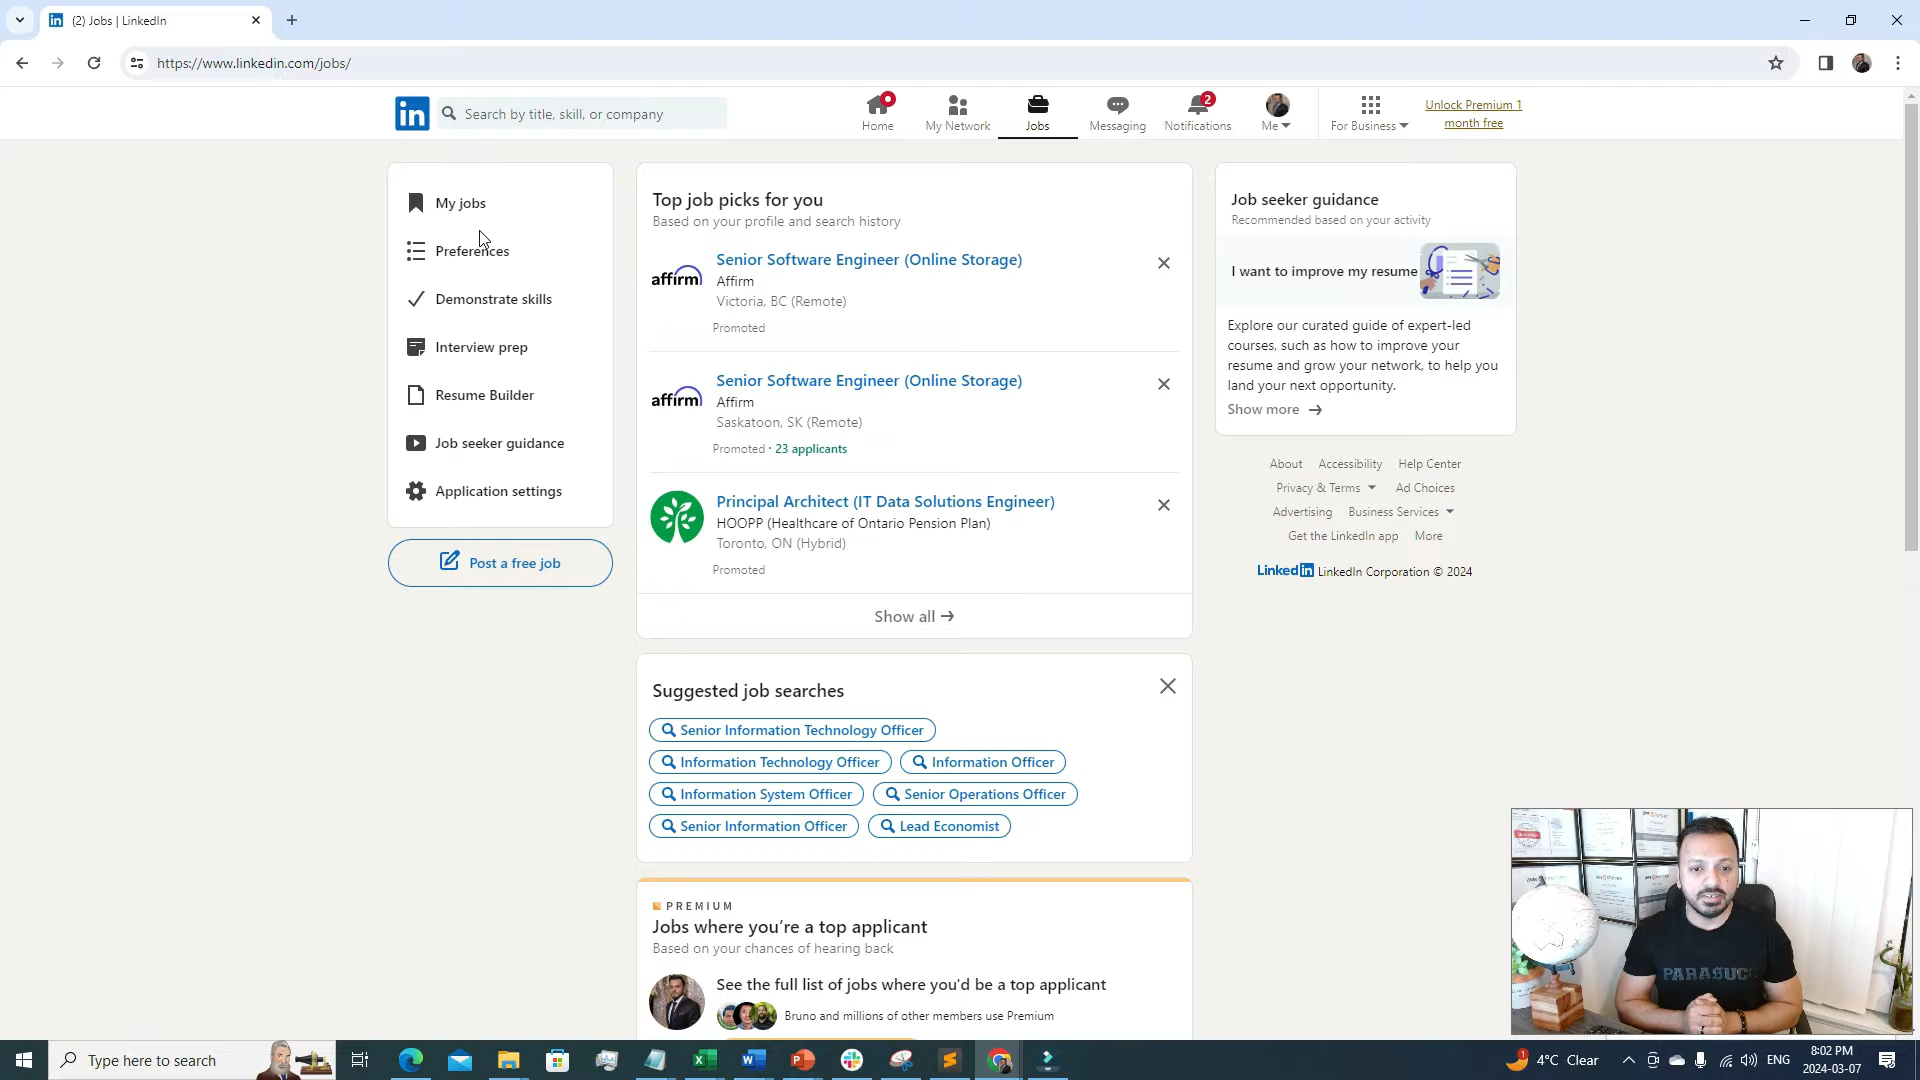 (2) Jobs | LinkedIn
https://www.linkedin.com/jobs/
in
Search by title, skill, or company
Home
My Network
Jobs
Messaging
2
Notifications
Me
For Business
Unlock Premium 1
month free
My jobs
Preferences
Demonstrate skills
Interview prep
Resume Builder
Job seeker guidance
Application settings
Post a free job
Top job picks for you
Based on your profile and search history
affirm
Senior Software Engineer (Online Storage)
Affirm
Victoria, BC (Remote)
Promoted
affirm
Senior Software Engineer (Online Storage)
Affirm
Saskatoon, SK (Remote)
Promoted · 23 applicants
Principal Architect (IT Data Solutions Engineer)
HOOPP (Healthcare of Ontario Pension Plan)
Toronto, ON (Hybrid)
Promoted
Show all →
Suggested job searches
Senior Information Technology Officer
Information Technology Officer
Information Officer
Information System Officer
Senior Operations Officer
Senior Information Officer
Lead Economist
PREMIUM
Jobs where you’re a top applicant
Based on your chances of hearing back
See the full list of jobs where you'd be a top applicant
Bruno and millions of other members use Premium
Job seeker guidance
Recommended based on your activity
I want to improve my resume
Explore our curated guide of expert-led
courses, such as how to improve your
resume and grow your network, to help you
land your next opportunity.
Show more →
About Accessibility Help Center
Privacy & Terms Ad Choices
Advertising Business Services
Get the LinkedIn app More
LinkedIn LinkedIn Corporation © 2024
PARASUCO
Type here to search
1
4°C Clear
ENG
8:02 PM
2024-03-07